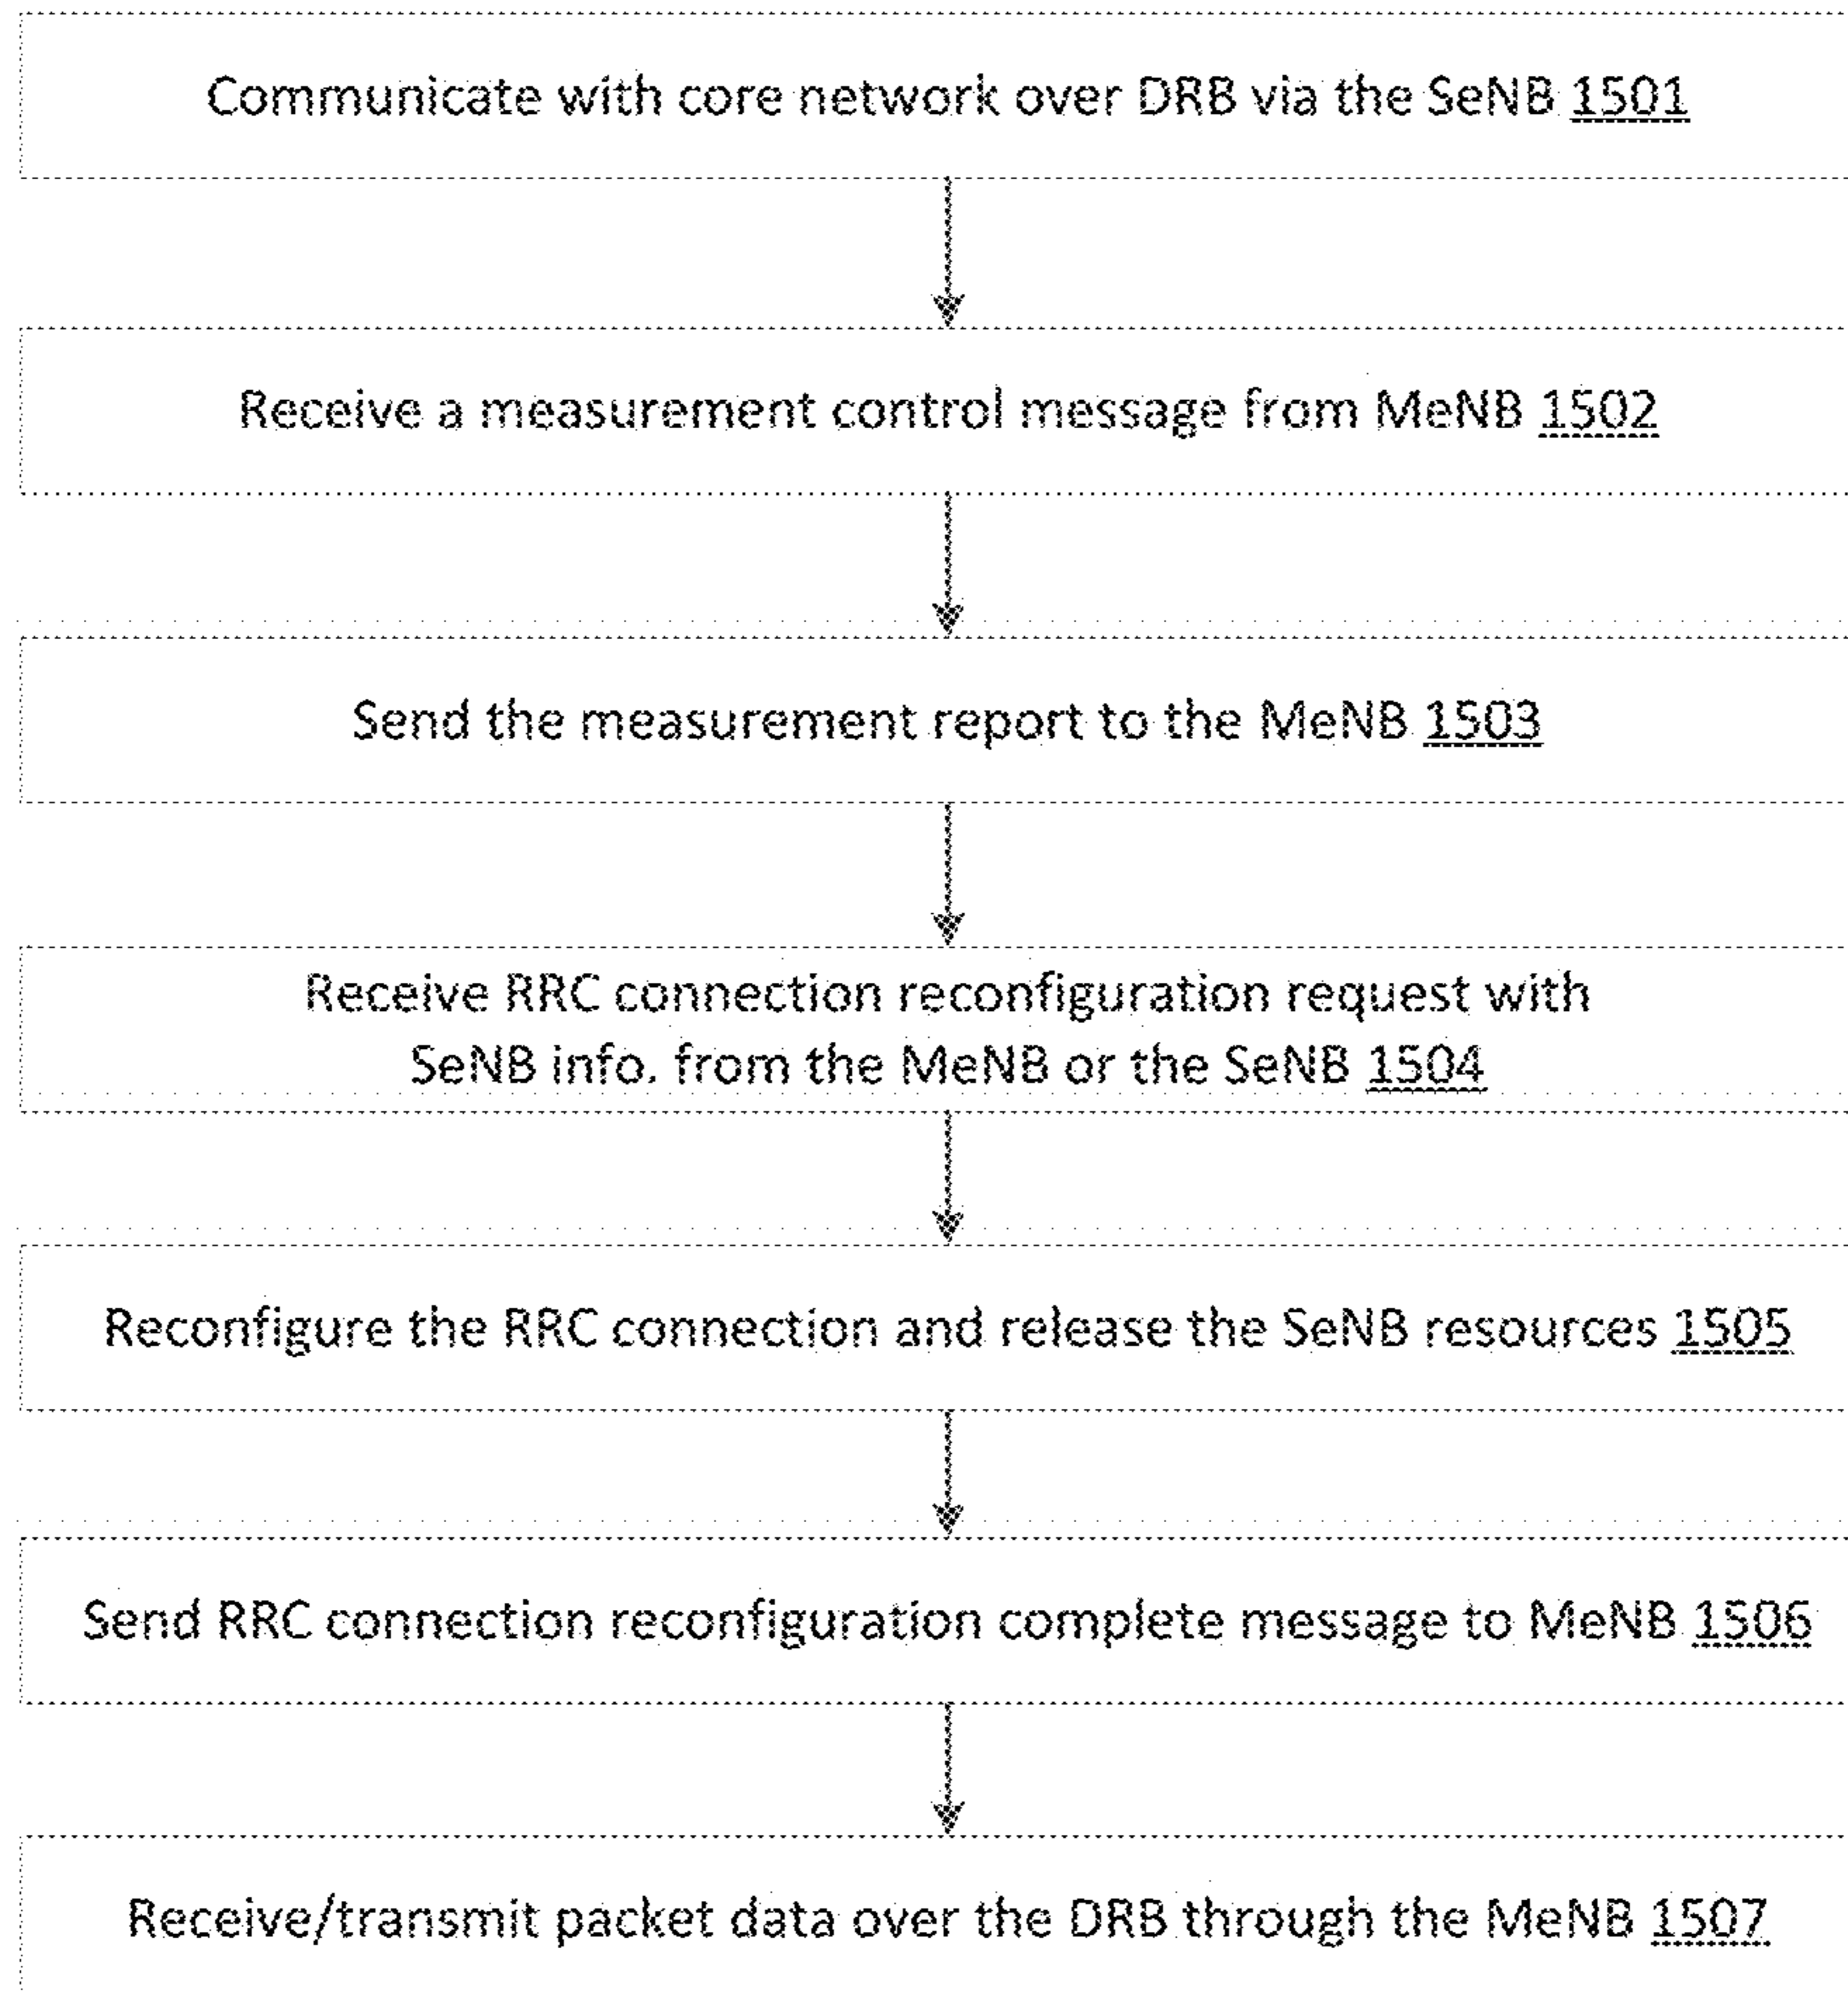 Communicate with core network over DRB via the SeNB 1501
Receive a measurement control message from MeNB 1502
Send the measurement report to the MeNB 1503
Receive RRC connection reconfiguration request with
SeNB info. from the MeNB or the SeNB 1504
Reconfigure the RRC connection and release the SeNB resources 1505
Send RRC connection reconfiguration complete message to MeNB 1506
Receive/transmit packet data over the DRB through the MeNB 1507